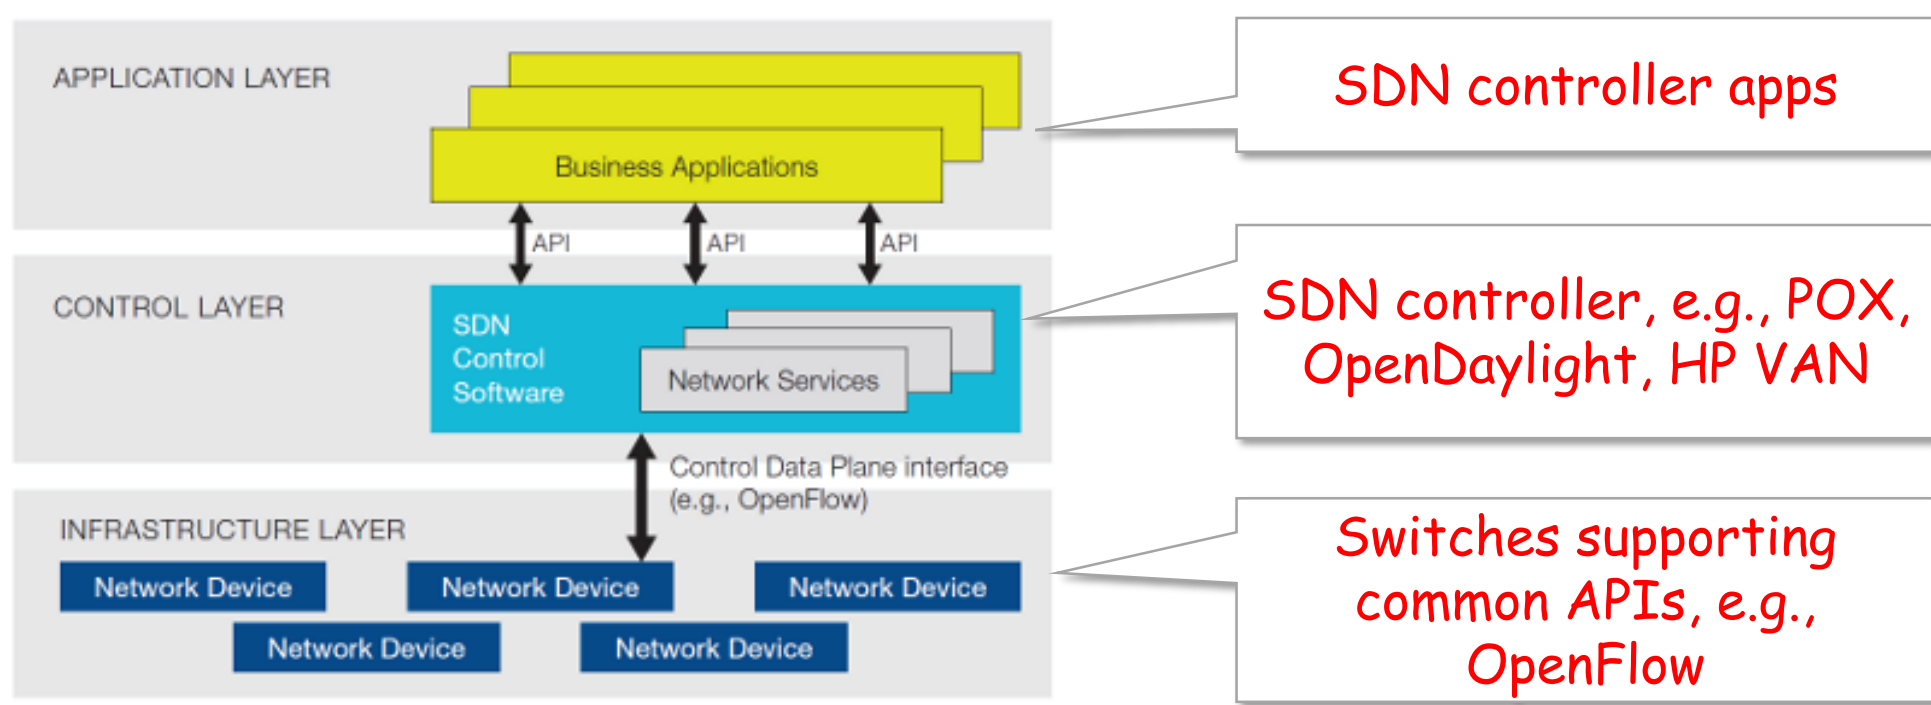 APPLICATION LAYER
Business Applications
SDN controller apps
API
API
API
CONTROL LAYER
SDN
Control
Software
Network Services
SDN controller, e.g., POX,
OpenDaylight, HP VAN
Control Data Plane interface
(e.g., OpenFlow)
INFRASTRUCTURE LAYER
Network Device
Network Device
Network Device
Network Device
Network Device
Switches supporting
common APIs, e.g.,
OpenFlow